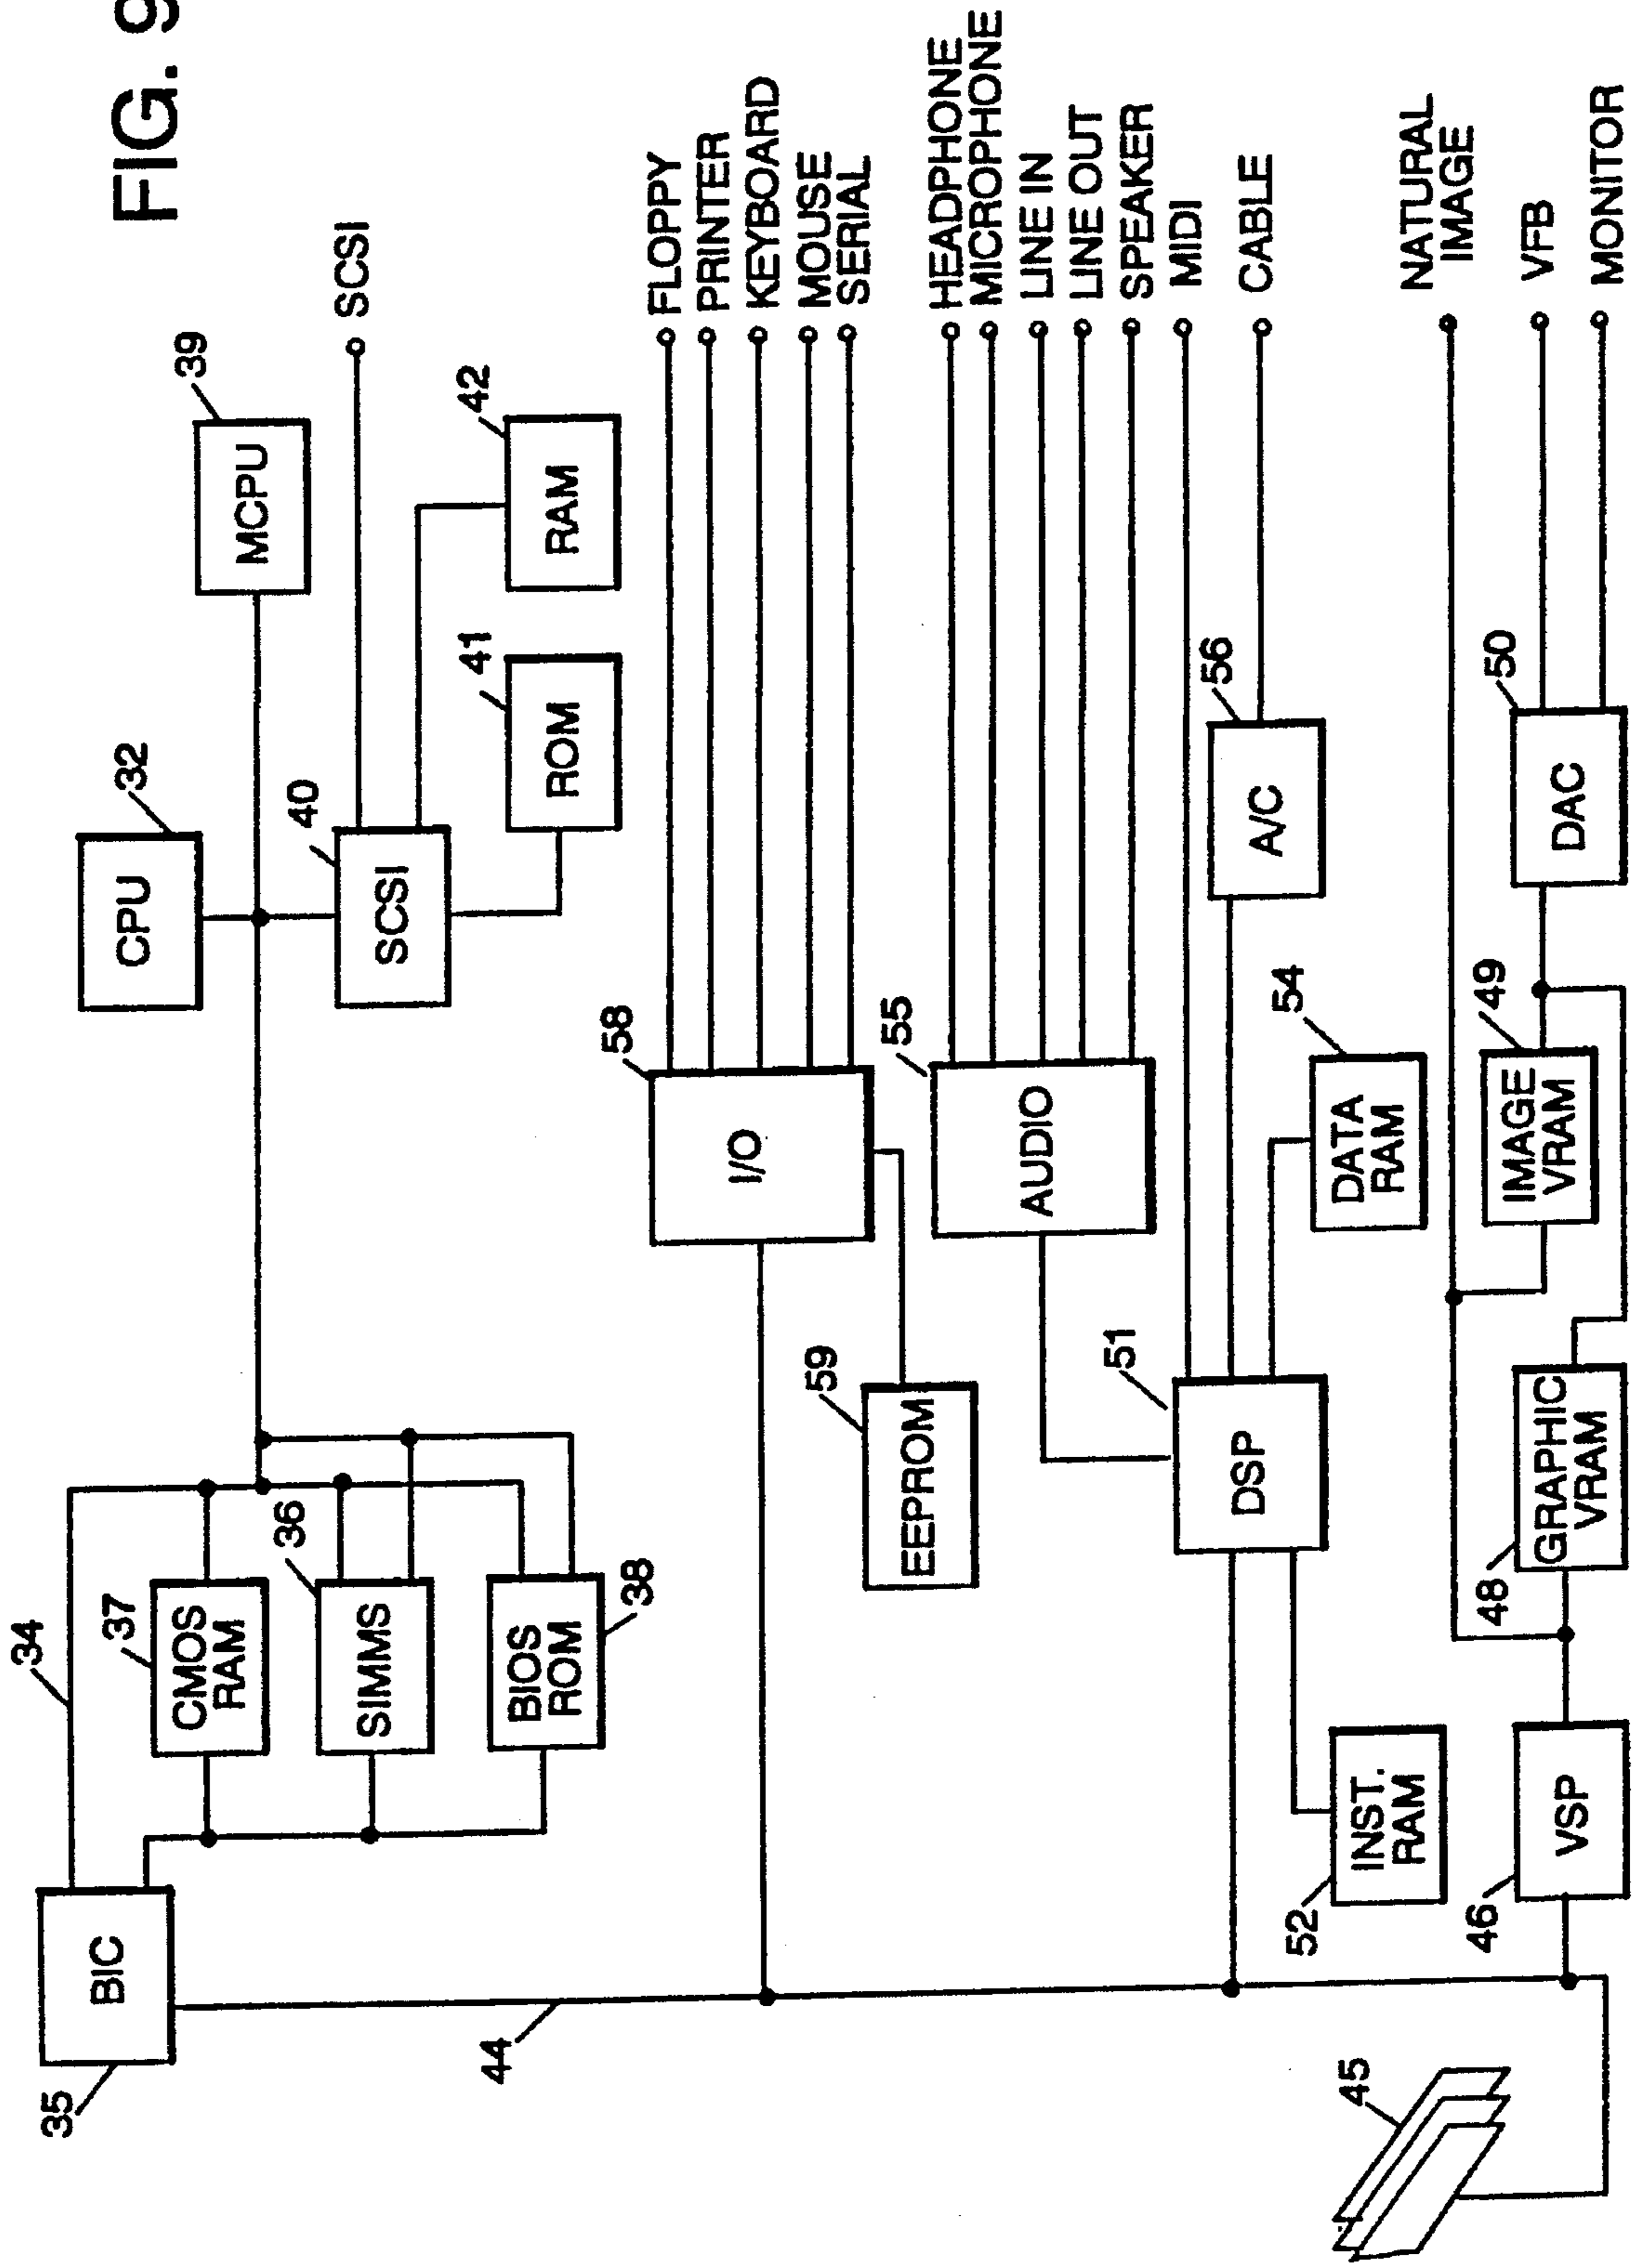 FIG. 9
35
BIC
34
37
CMOS
RAM
36
SIMMS
BIOS
ROM
38
CPU
32
MCPU
39
40
SCSI
SCSI
41
ROM
42
RAM
44
58
I/O
FLOPPY
PRINTER
KEYBOARD
MOUSE
SERIAL
59
EEPROM
55
AUDIO
HEADPHONE
MICROPHONE
LINE IN
LINE OUT
SPEAKER
MIDI
51
DSP
A/C
56
CABLE
54
DATA
RAM
52
INST.
RAM
45
46
VSP
48
GRAPHIC
VRAM
49
IMAGE
VRAM
50
DAC
NATURAL
IMAGE
VFB
MONITOR